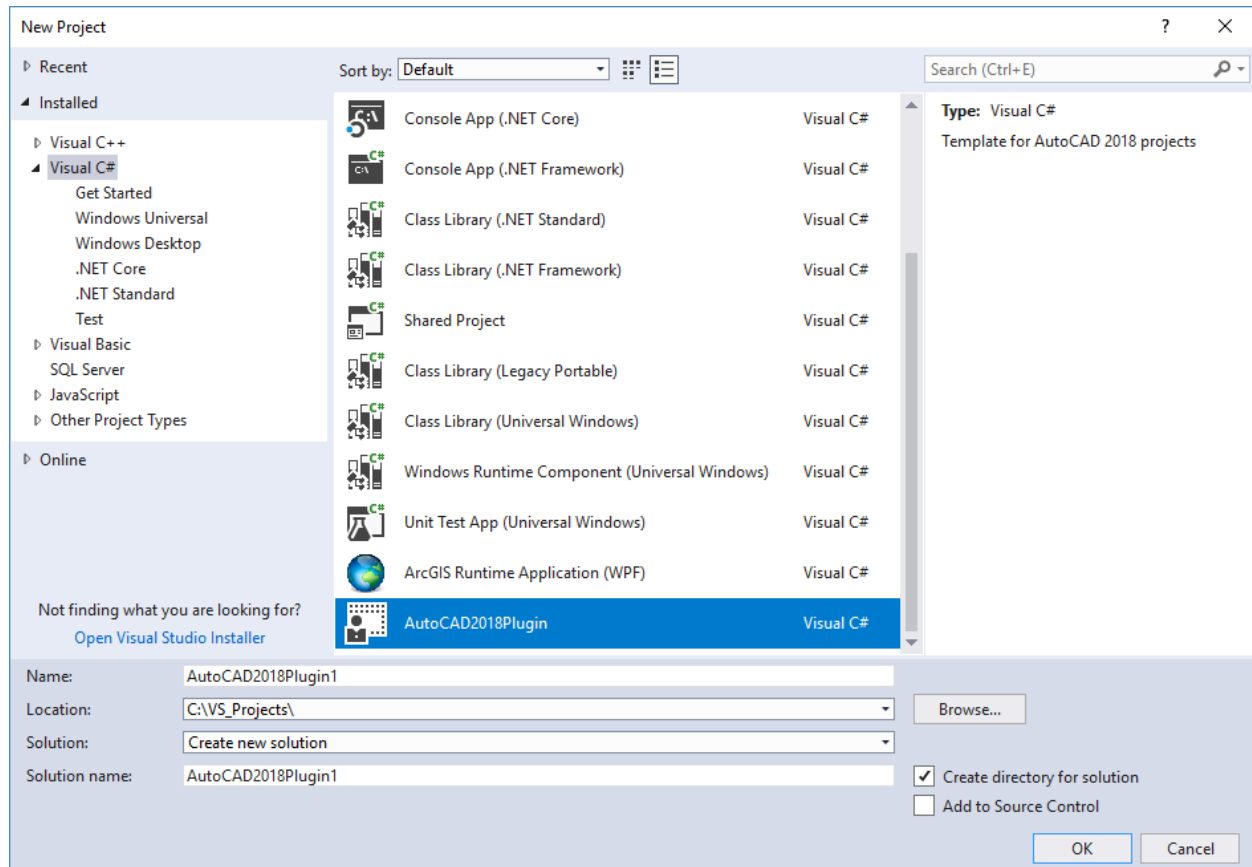 New Project
?
Recent
Installed
Visual C++
Visual C#
Get Started
Windows Universal
Windows Desktop
.NET Core
.NET Standard
Test
Visual Basic
SQL Server
JavaScript
Other Project Types
Online
Not finding what you are looking for?
Open Visual Studio Installer
Sort by: Default
Console App (.NET Core) Visual C#
Console App (.NET Framework) Visual C#
Class Library (.NET Standard) Visual C#
Class Library (.NET Framework) Visual C#
Shared Project Visual C#
Class Library (Legacy Portable) Visual C#
Class Library (Universal Windows) Visual C#
Windows Runtime Component (Universal Windows) Visual C#
Unit Test App (Universal Windows) Visual C#
ArcGIS Runtime Application (WPF) Visual C#
AutoCAD2018Plugin Visual C#
Search (Ctrl+E)
Type: Visual C#
Template for AutoCAD 2018 projects
Name: AutoCAD2018Plugin1
Location: C:\VS_Projects\
Browse...
Solution: Create new solution
Solution name: AutoCAD2018Plugin1
Create directory for solution
Add to Source Control
OK
Cancel